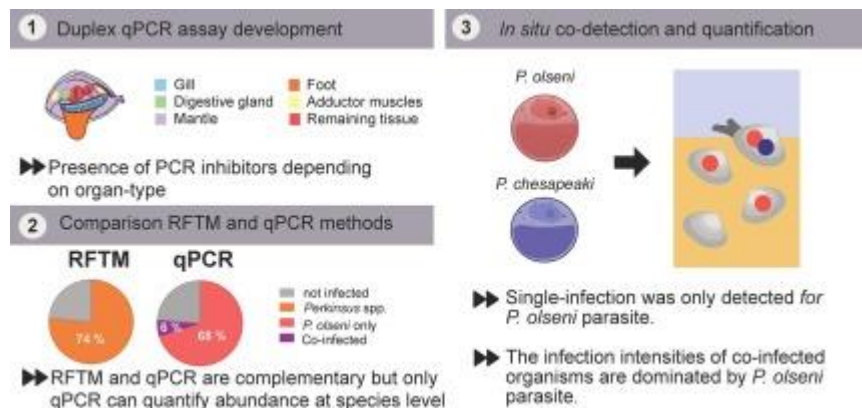 1 Duplex qPCR assay development
Gill
Digestive gland
Mantle
Foot
Adductor muscles
Remaining tissue
Presence of PCR inhibitors depending
on organ-type
2 Comparison RFTM and qPCR methods
RFTM
qPCR
74 %
6 %
68 %
not infected
Perkinsus spp.
P. olseni only
Co-infected
RFTM and qPCR are complementary but only
qPCR can quantify abundance at species level
3 In situ co-detection and quantification
P. olseni
P. chesapeaki
Single-infection was only detected for
P. olseni parasite.
The infection intensities of co-infected
organisms are dominated by P. olseni
parasite.